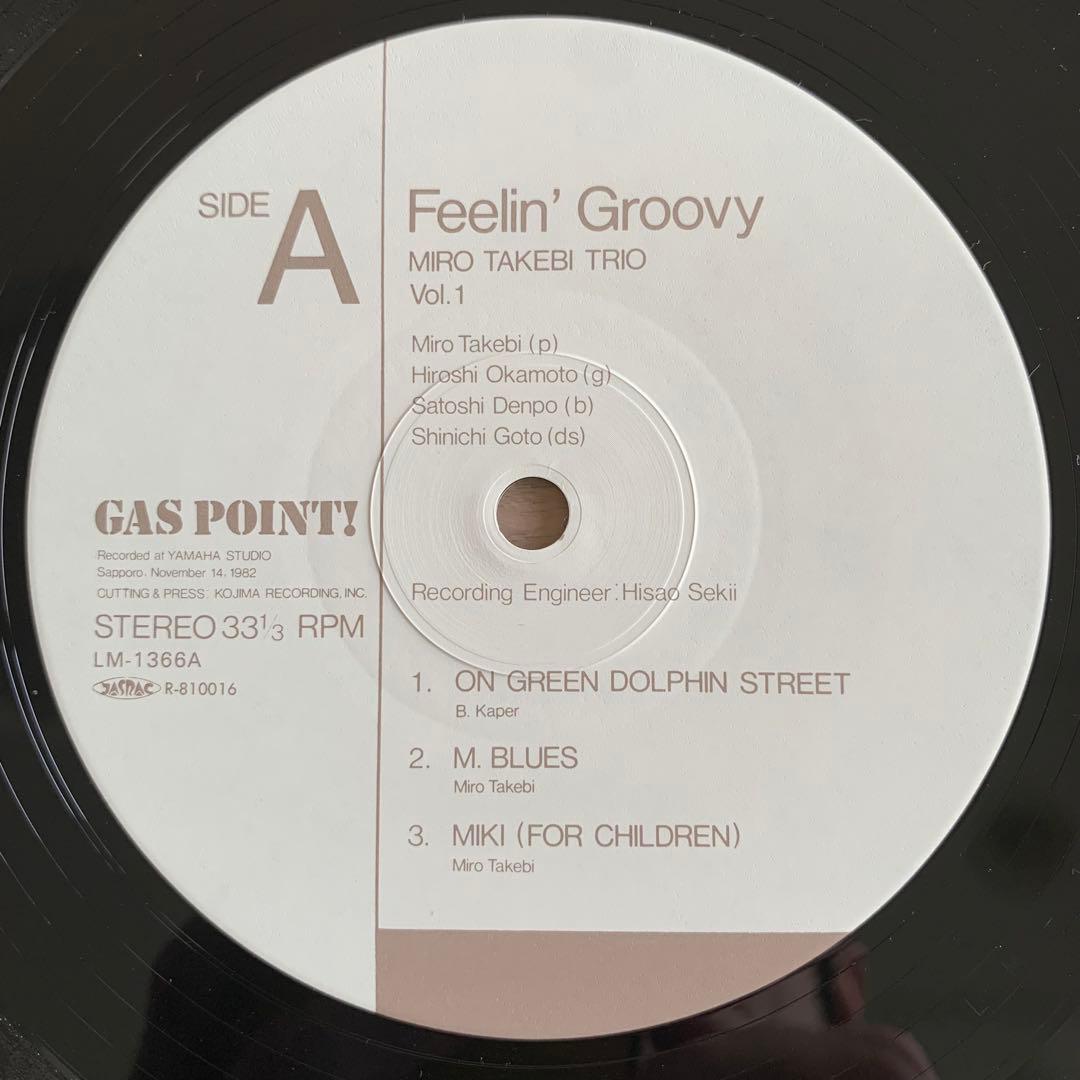 SIDE A
Feelin' Groovy
MIRO TAKEBI TRIO
Vol.1
Miro Takebi (p)
Hiroshi Okamoto (g)
Satoshi Denpo (b)
Shinichi Goto (ds)
GAS POINT!
Recorded at YAMAHA STUDIO
Sapporo. November 14. 1982
CUTTING & PRESS: KOJIMA RECORDING, INC.
STEREO 33⅓ RPM
LM-1366A
JASRAC R-810016
Recording Engineer: Hisao Sekii
1. ON GREEN DOLPHIN STREET
B. Kaper
2. M. BLUES
Miro Takebi
3. MIKI (FOR CHILDREN)
Miro Takebi